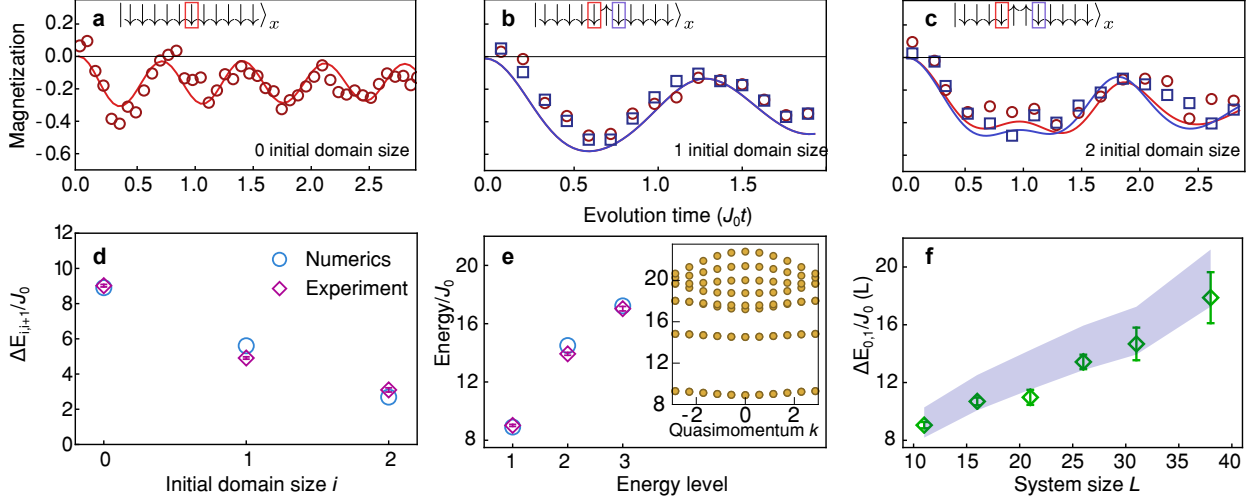 a
b
c
x
x
x
0.2
0.0
-0.2
-0.4
-0.6
Magnetization
0 initial domain size
1 initial domain size
2 initial domain size
0.0 0.5 1.0 1.5 2.0 2.5
0.0 0.5 1.0 1.5
0.0 0.5 1.0 1.5 2.0 2.5
Evolution time (J₀t)
d
12
10
8
6
4
2
0
ΔE_{i,i+1}/J₀
Numerics
Experiment
0 1 2
Initial domain size i
e
20
16
12
8
Energy/J₀
20
16
12
8
-2 0 2
Quasimomentum k
1 2 3
Energy level
f
20
16
12
8
ΔE_{0,1}/J₀ (L)
10 15 20 25 30 35 40
System size L